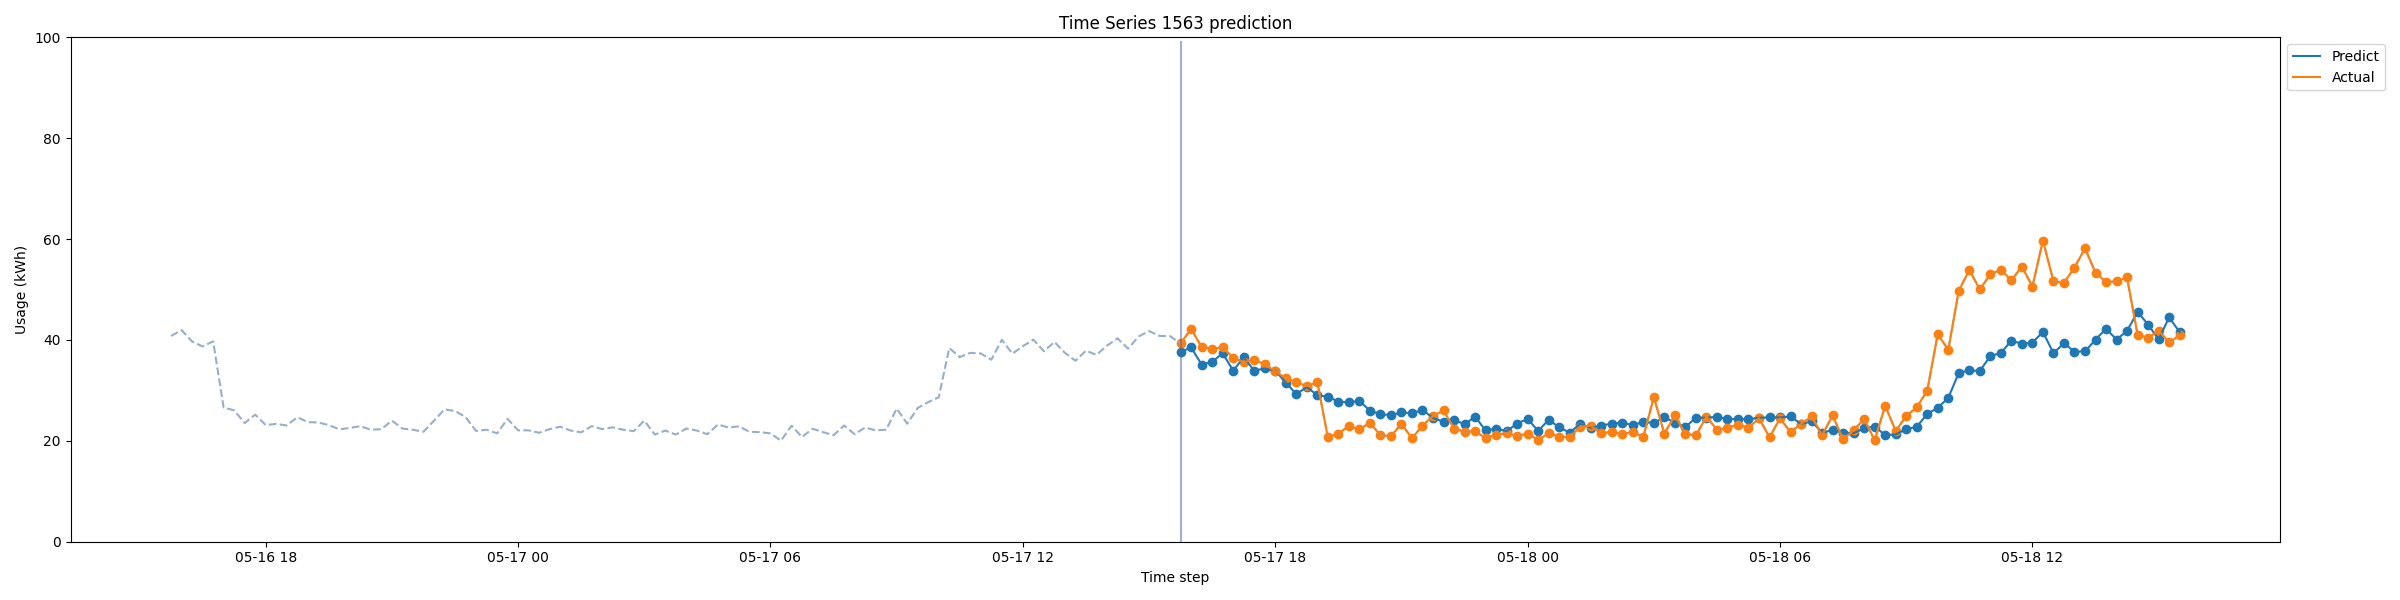 Time Series 1563 prediction
100
80
60
40
20
0
Usage (kWh)
05-16 18
05-17 00
05-17 06
05-17 12
05-17 18
05-18 00
05-18 06
05-18 12
Time step
Predict
Actual